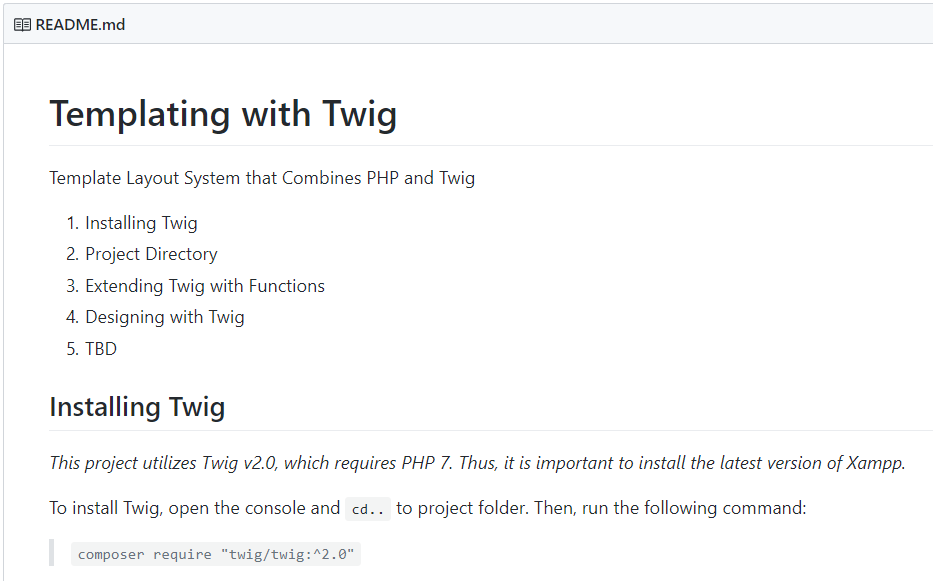 README.md
Templating with Twig
Template Layout System that Combines PHP and Twig
1. Installing Twig
2. Project Directory
3. Extending Twig with Functions
4. Designing with Twig
5. TBD
Installing Twig
This project utilizes Twig v2.0, which requires PHP 7. Thus, it is important to install the latest version of Xampp.
To install Twig, open the console and cd.. to project folder. Then, run the following command:
composer require "twig/twig:^2.0"